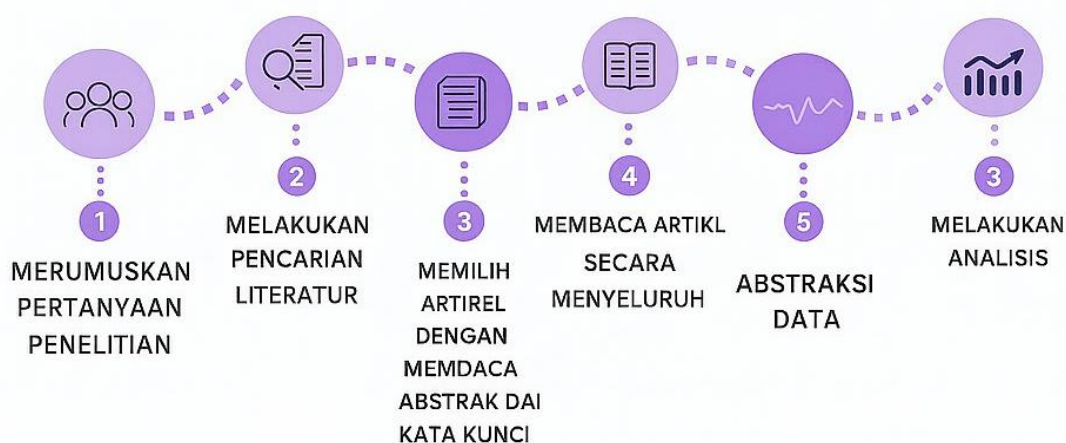 1
MERUMUSKAN
PERTANYAAN
PENELITIAN
2
MELAKUKAN
PENCARIAN
LITERATUR
3
MEMILIH
ARTIREL
DENGAN
MEMDACA
ABSTRAK DAI
KATA KUNCI
4
MEMBACA ARTIKL
SECARA
MENYELURUH
5
ABSTRAKSI
DATA
3
MELAKUKAN
ANALISIS